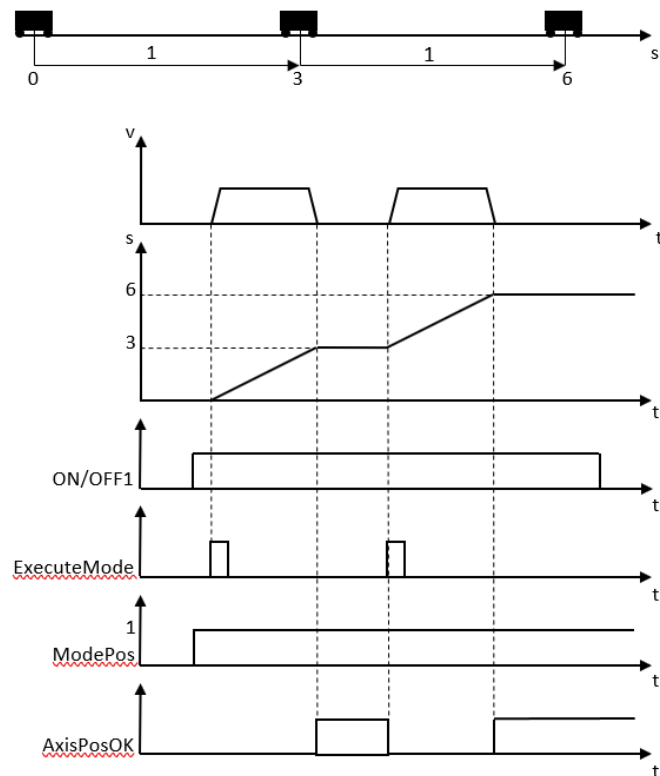 1 1 s
0 3 6
v
t
s
6
3
t
ON/OFF1
t
ExecuteMode
t
1
ModePos
t
AxisPosOK
t